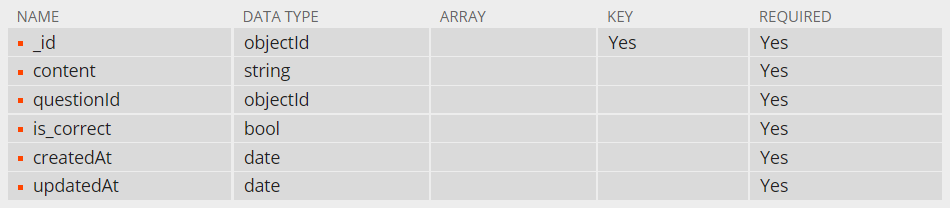 NAME DATA TYPE ARRAY KEY REQUIRED
_id objectId Yes Yes
content string Yes
questionId objectId Yes
is_correct bool Yes
createdAt date Yes
updatedAt date Yes